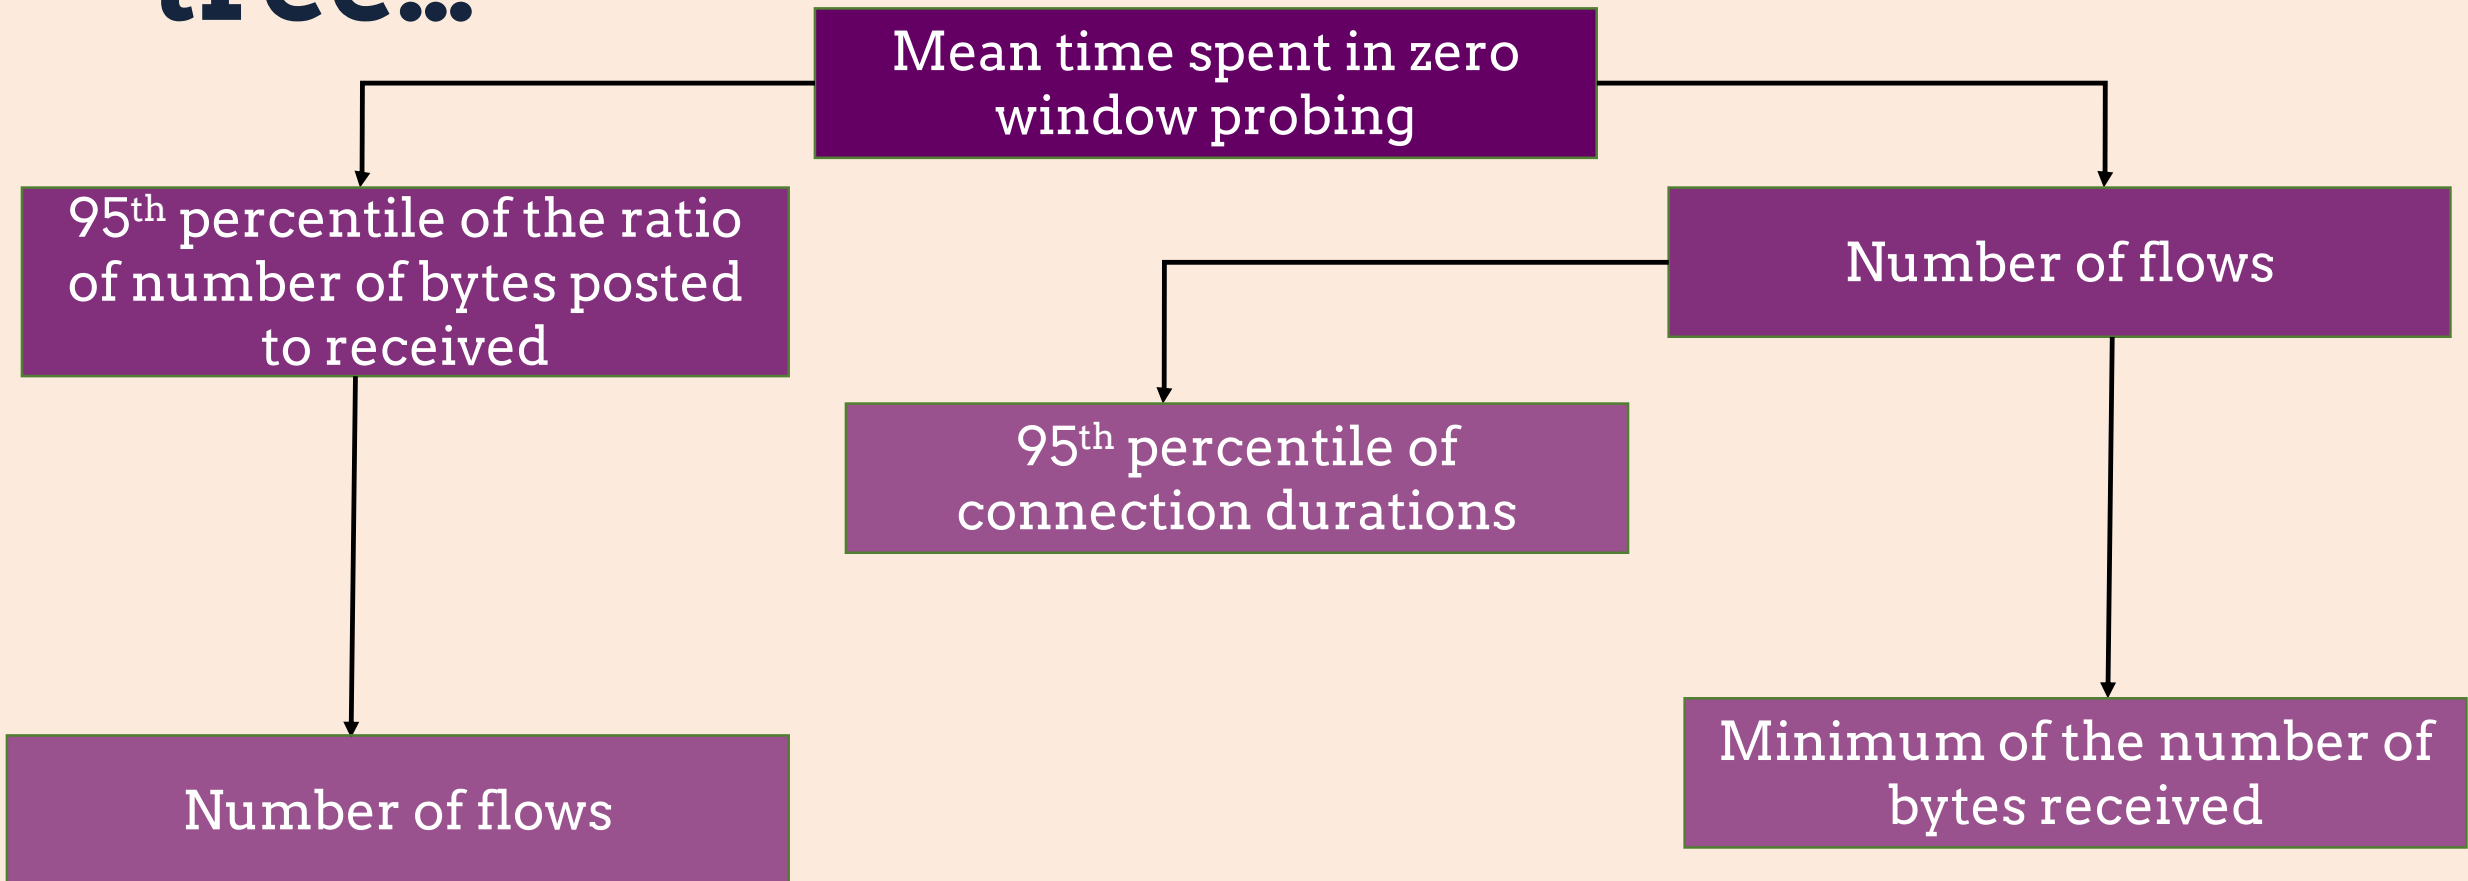 tree...
Mean time spent in zero
window probing
95th percentile of the ratio
of number of bytes posted
to received
Number of flows
95th percentile of
connection durations
Minimum of the number of
bytes received
Number of flows